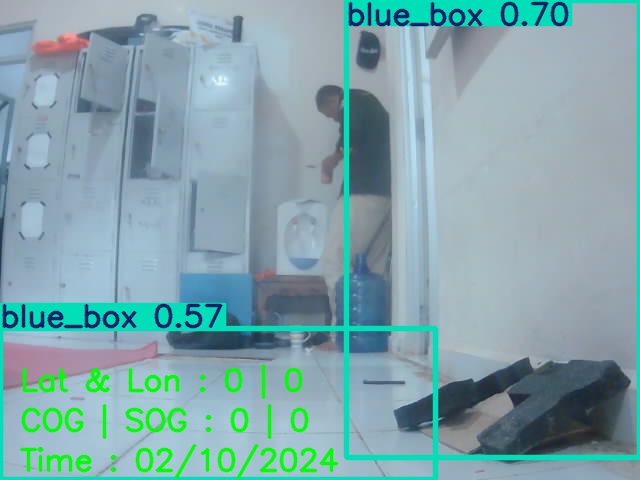 blue_box 0.70
blue_box 0.57
Lat & Lon : 0 | 0
COG | SOG : 0 | 0
Time : 02/10/2024